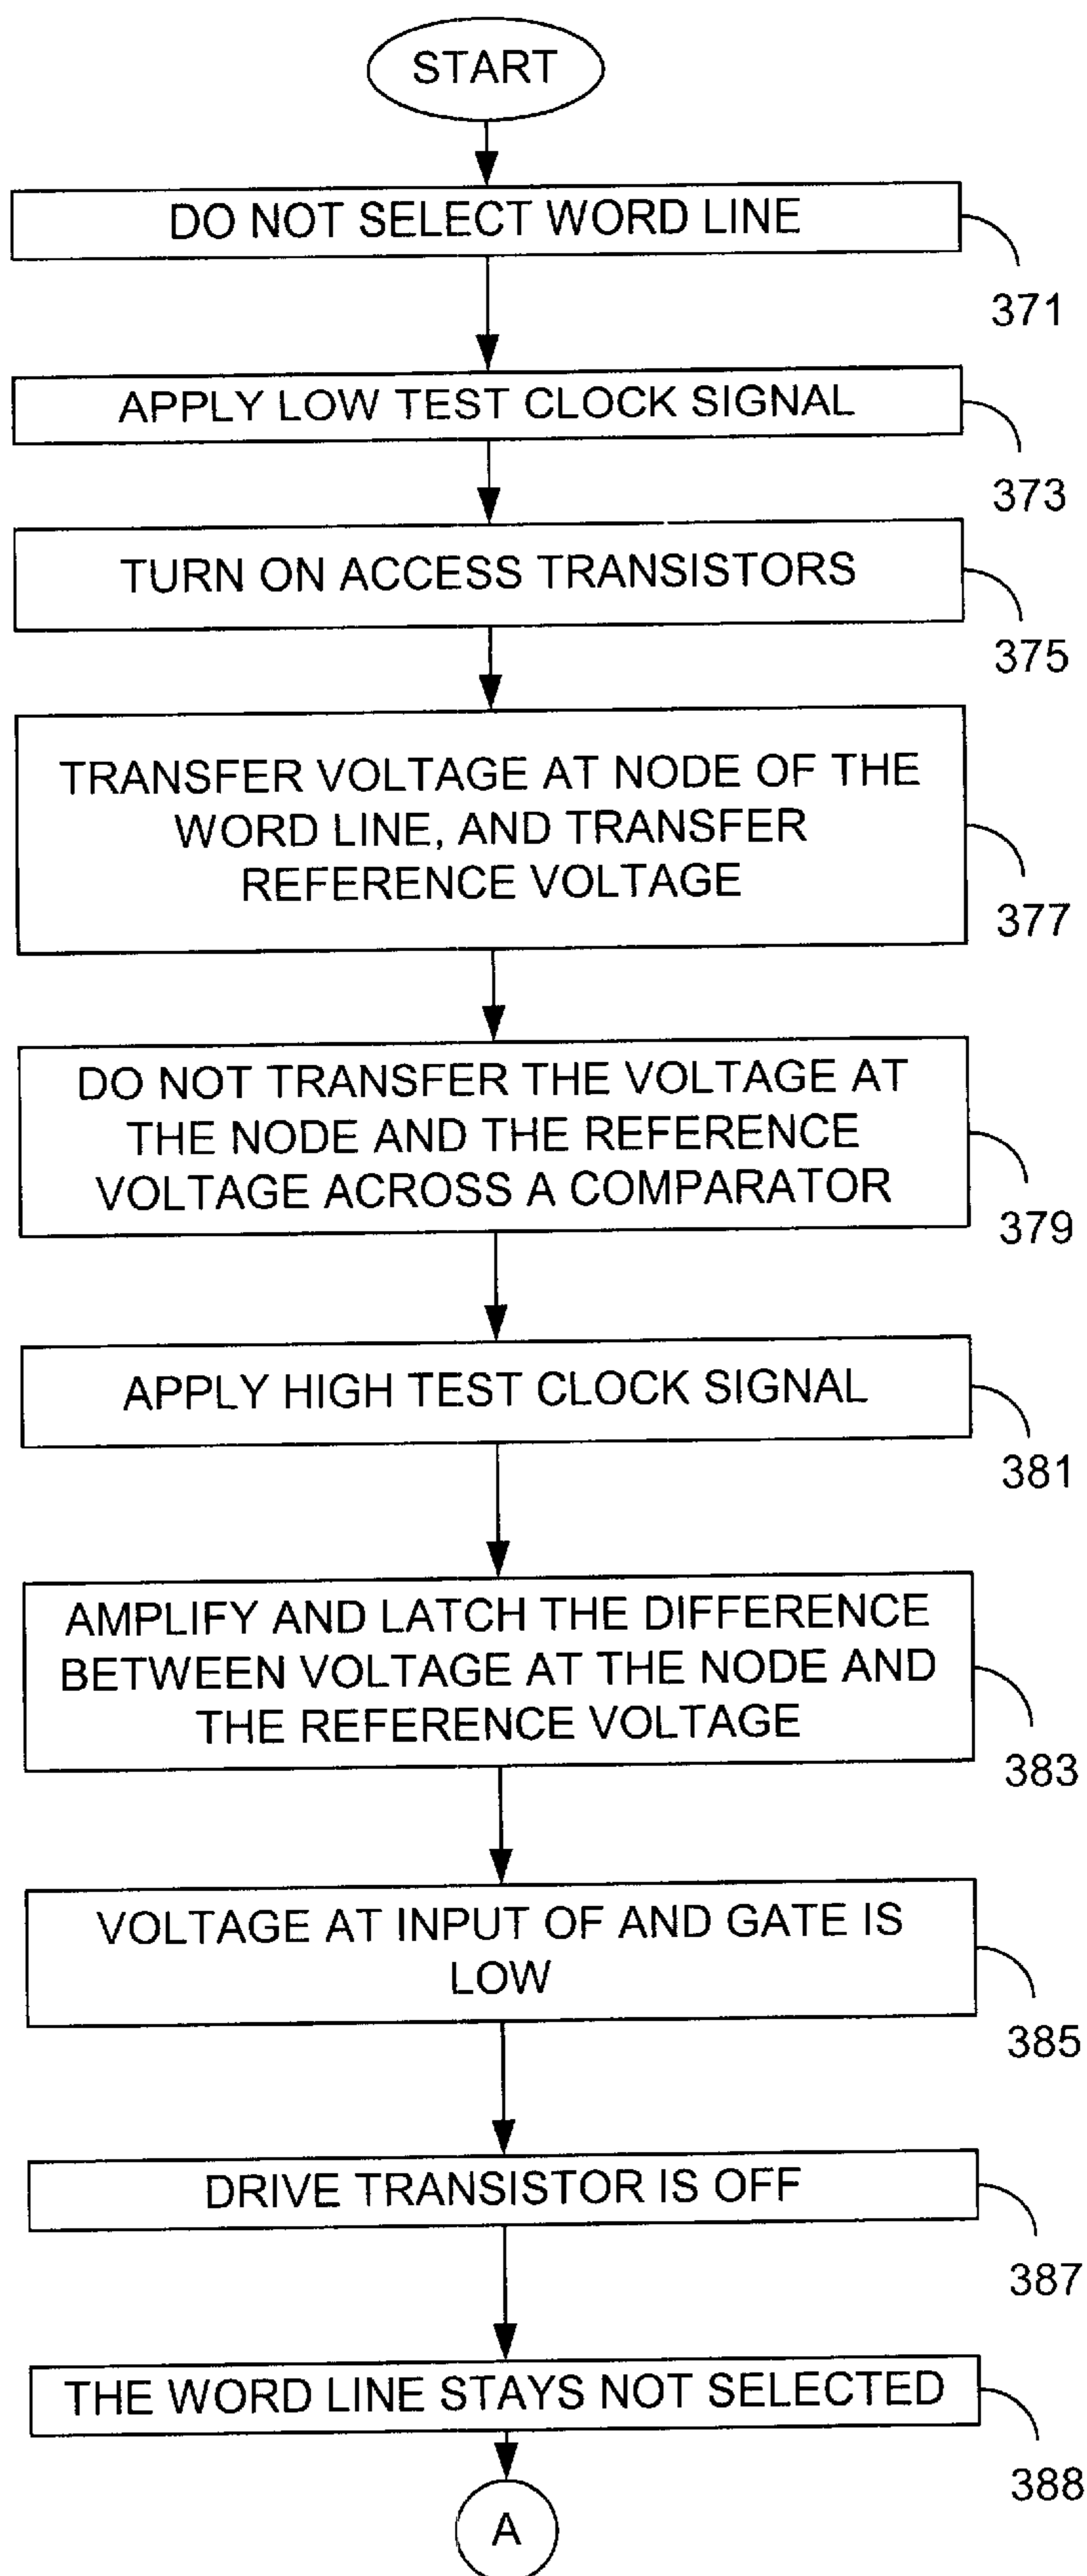 START
DO NOT SELECT WORD LINE
371
APPLY LOW TEST CLOCK SIGNAL
373
TURN ON ACCESS TRANSISTORS
375
TRANSFER VOLTAGE AT NODE OF THE
WORD LINE, AND TRANSFER
REFERENCE VOLTAGE
377
DO NOT TRANSFER THE VOLTAGE AT
THE NODE AND THE REFERENCE
VOLTAGE ACROSS A COMPARATOR
379
APPLY HIGH TEST CLOCK SIGNAL
381
AMPLIFY AND LATCH THE DIFFERENCE
BETWEEN VOLTAGE AT THE NODE AND
THE REFERENCE VOLTAGE
383
VOLTAGE AT INPUT OF AND GATE IS
LOW
385
DRIVE TRANSISTOR IS OFF
387
THE WORD LINE STAYS NOT SELECTED
388
A